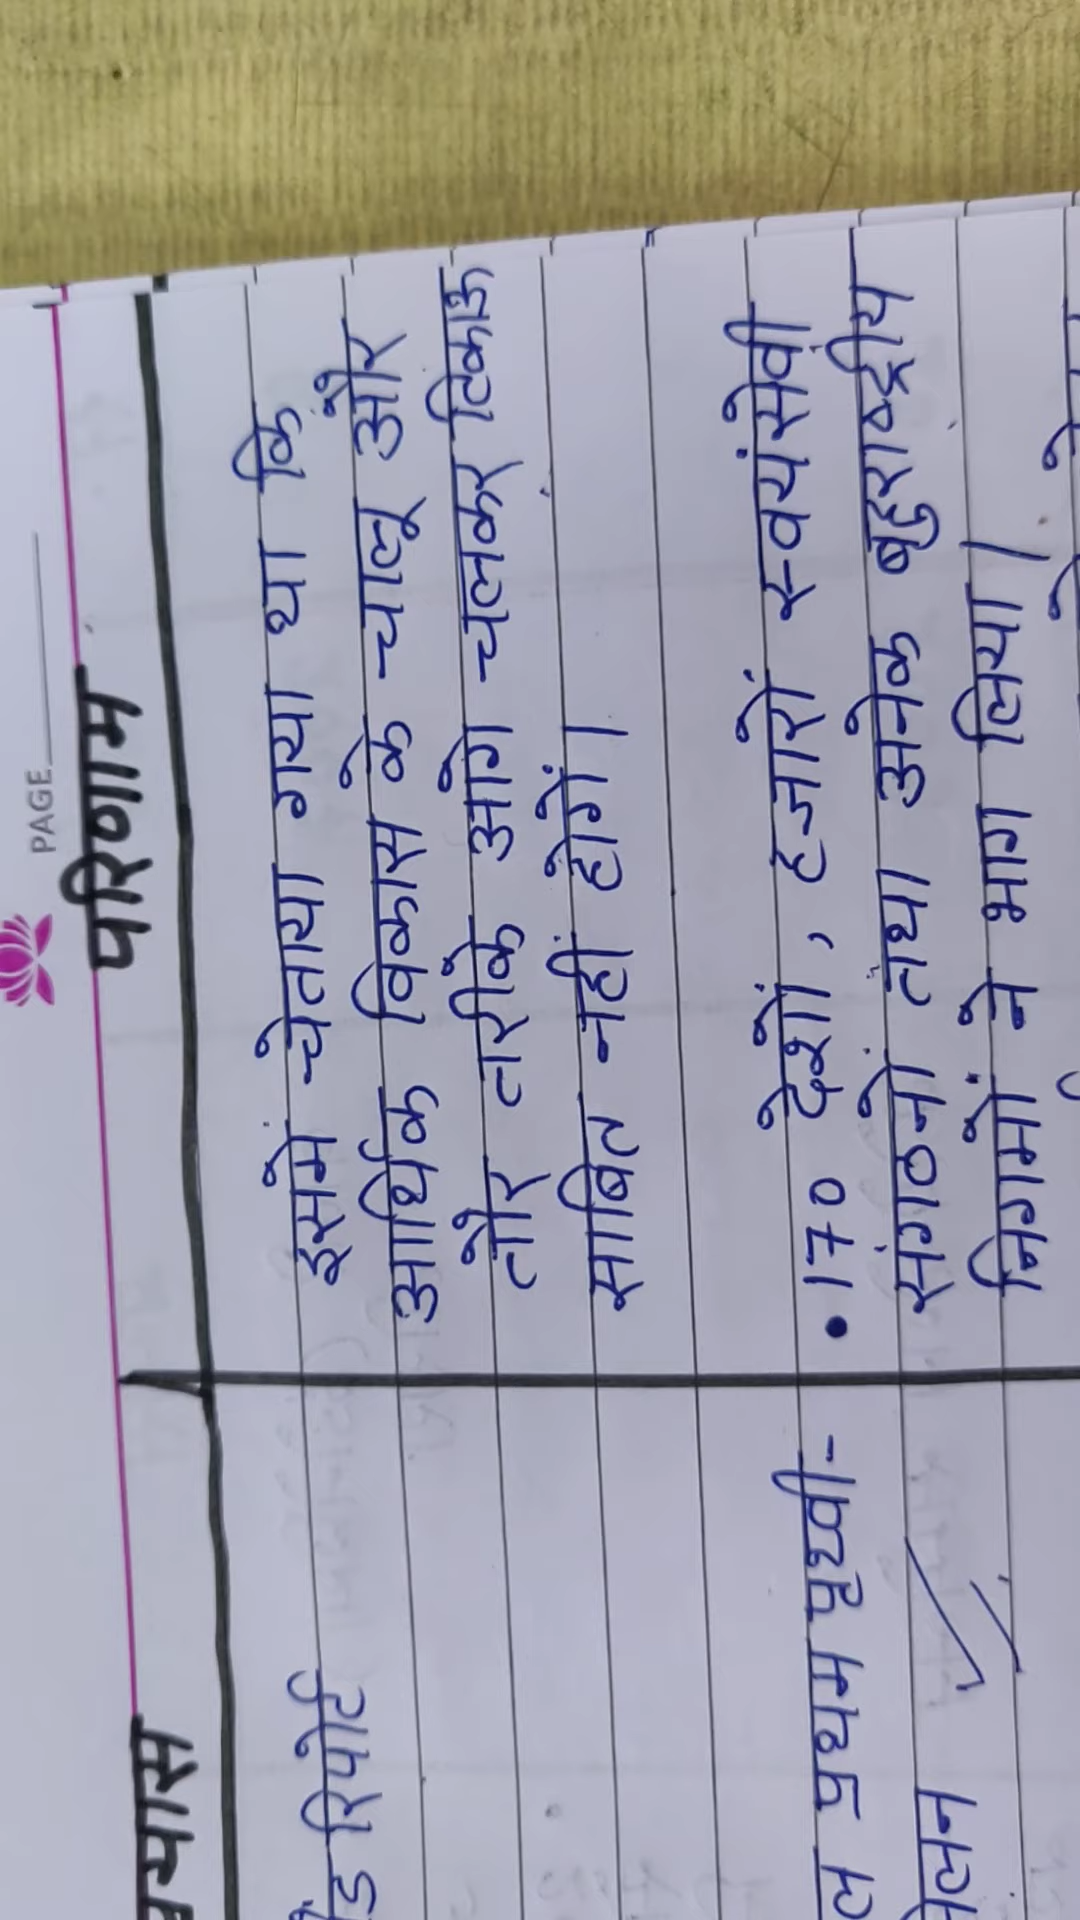 PAGE
परिणाम
इसमे चेताया गया था कि
आर्थिक विकास के चालू और
तौर तरीके आगे चलकर टिकाऊ
साबित नही होंगे।
• 170 देशों, हजारों स्वयंसेवी
संगठनों तथा अनेक बहुराष्ट्रीय
निगमों ने भाग लिया।
रिपोर्ट
प्रथम पृथ्वी -